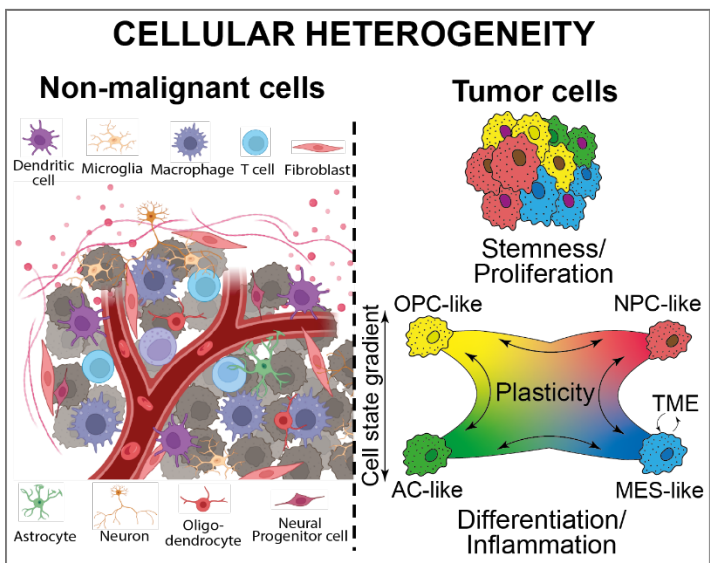 CELLULAR HETEROGENEITY
Non-malignant cells
Dendritic
cell
Microglia
Macrophage
T cell
Fibroblast
Astrocyte
Neuron
Oligo-
dendrocyte
Neural
Progenitor cell
Tumor cells
Stemness/
Proliferation
OPC-like
NPC-like
Cell state gradient
Plasticity
TME
AC-like
MES-like
Differentiation/
Inflammation